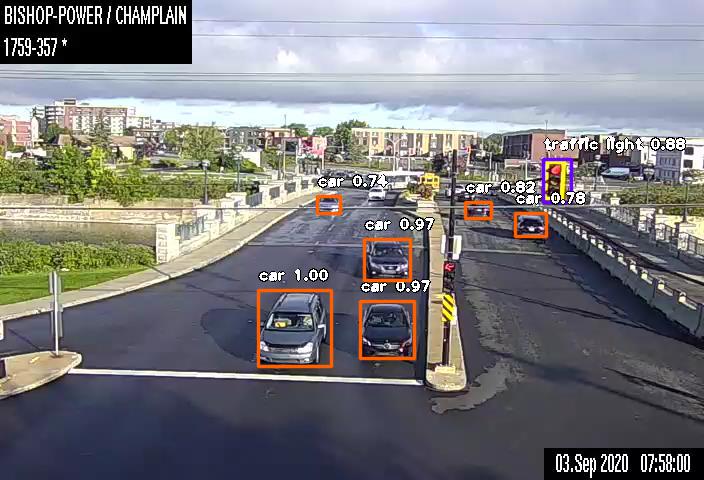 BISHOP-POWER / CHAMPLAIN
1759-357 *
traffic light 0.88
car 0.74
car 0.82
car 0.78
car 0.97
car 1.00
car 0.97
03.Sep 2020 07:58:00